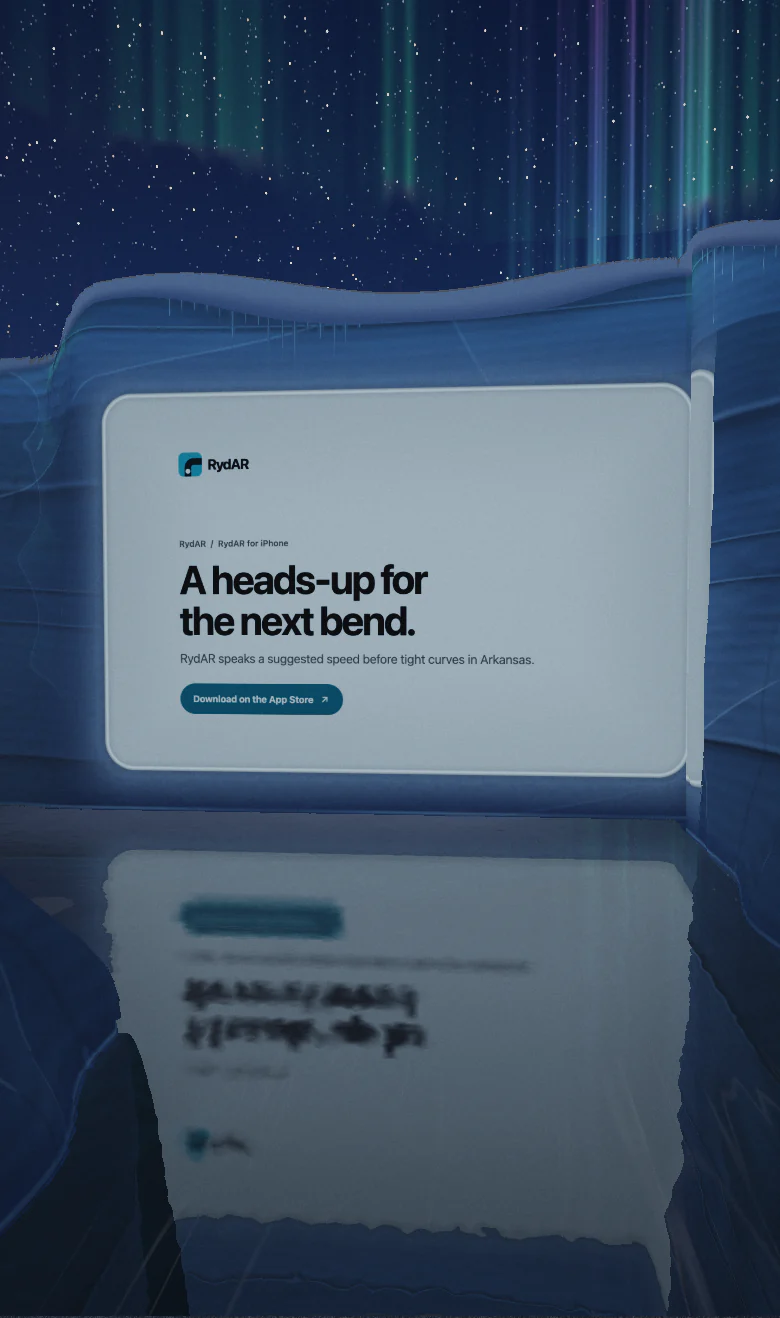 RydAR
RydAR / RydAR for iPhone
A heads-up for
the next bend.
RydAR speaks a suggested speed before tight curves in Arkansas.
Download on the App Store ↗